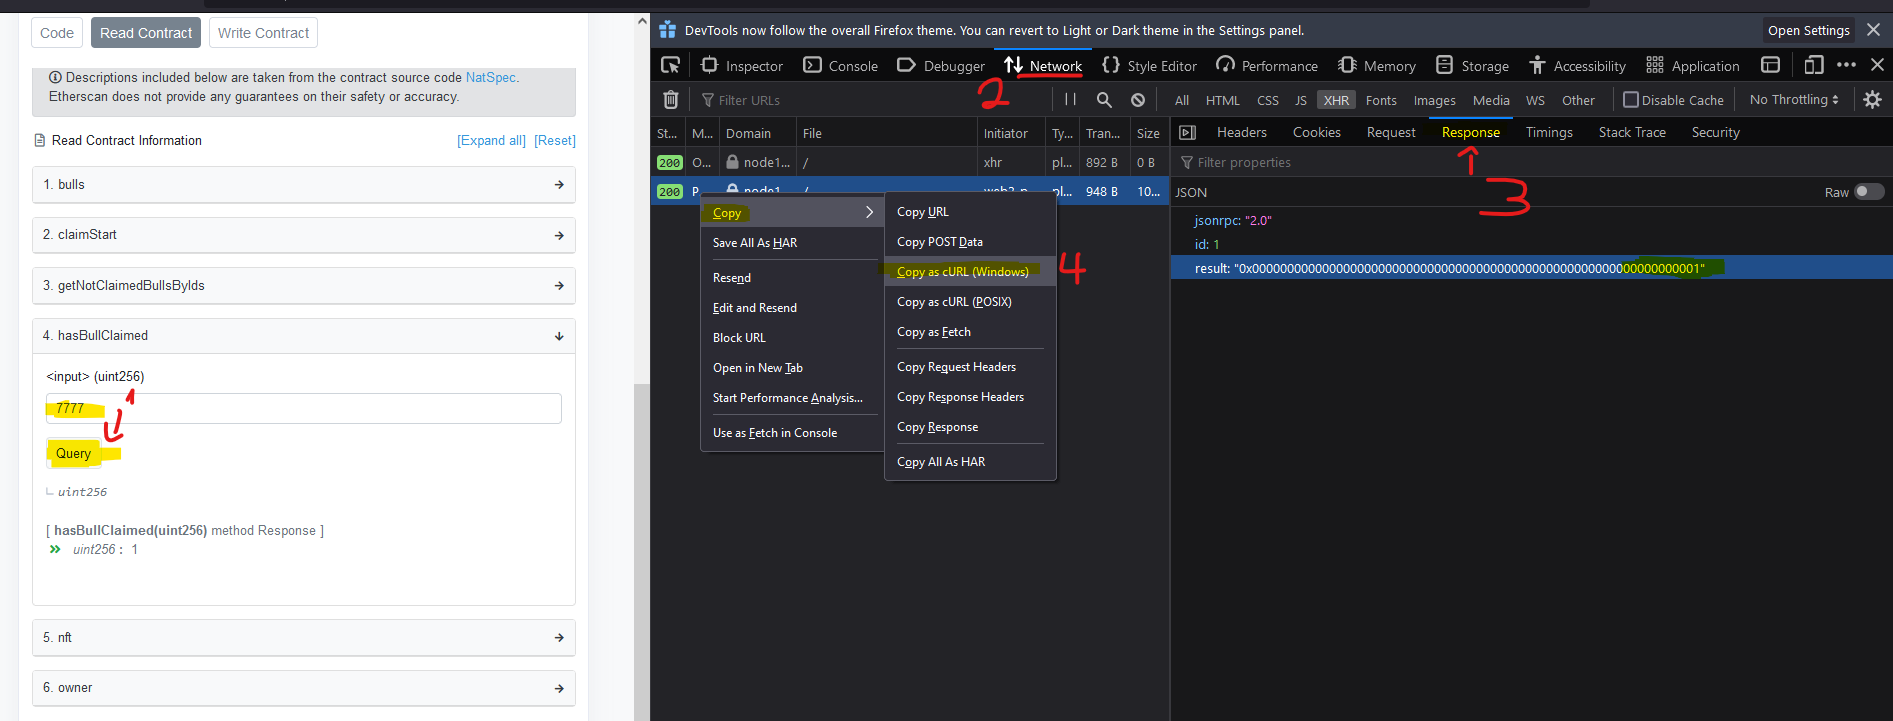 Code
Read Contract
Write Contract
Descriptions included below are taken from the contract source code NatSpec.
Etherscan does not provide any guarantees on their safety or accuracy.
Read Contract Information
[Expand all]
[Reset]
1. bulls
2. claimStart
3. getNotClaimedBullsByIds
4. hasBullClaimed
<input> (uint256)
1
7777
Query
uint256
[ hasBullClaimed(uint256) method Response ]
uint256 : 1
5. nft
6. owner
DevTools now follow the overall Firefox theme. You can revert to Light or Dark theme in the Settings panel.
Open Settings
Inspector
Console
Debugger
Network
Style Editor
Performance
Memory
Storage
Accessibility
Application
2
Filter URLs
All
HTML
CSS
JS
XHR
Fonts
Images
Media
WS
Other
Disable Cache
No Throttling
St...
M...
Domain
File
Initiator
Ty...
Tran...
Size
200
O...
node1...
/
xhr
pl...
892 B
0 B
200
P
node1
/
pl...
948 B
10...
Copy
Save All As HAR
Resend
Edit and Resend
Block URL
Open in New Tab
Start Performance Analysis...
Use as Fetch in Console
Copy URL
Copy POST Data
Copy as cURL (Windows)
4
Copy as cURL (POSIX)
Copy as Fetch
Copy Request Headers
Copy Response Headers
Copy Response
Copy All As HAR
Headers
Cookies
Request
Response
Timings
Stack Trace
Security
Filter properties
3
JSON
Raw
jsonrpc: "2.0"
id: 1
result: "0x0000000000000000000000000000000000000000000000000000000000000001"